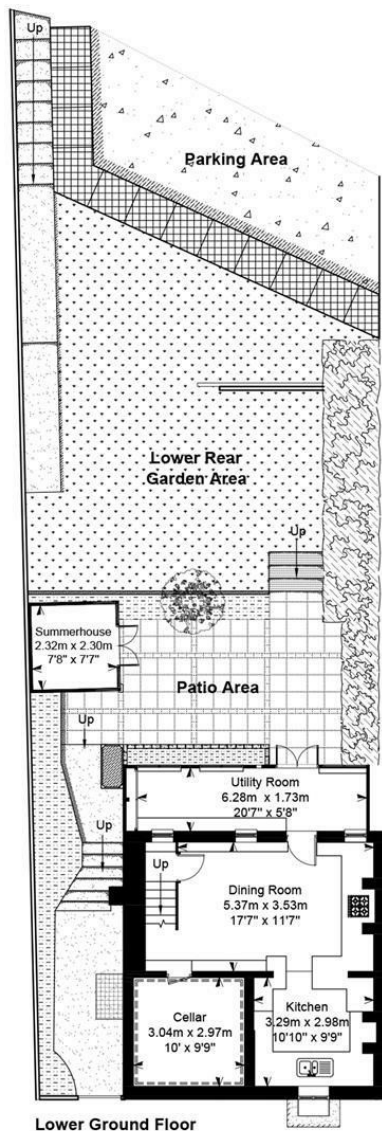 Up
Parking Area
Lower Rear
Garden Area
Up
Summerhouse
2.32m x 2.30m
7'8" x 7'7"
Patio Area
Up
Utility Room
6.28m x 1.73m
20'7" x 5'8"
Up
Up
Dining Room
5.37m x 3.53m
17'7" x 11'7"
Cellar
3.04m x 2.97m
10' x 9'9"
Kitchen
3.29m x 2.98m
10'10" x 9'9"
Lower Ground Floor